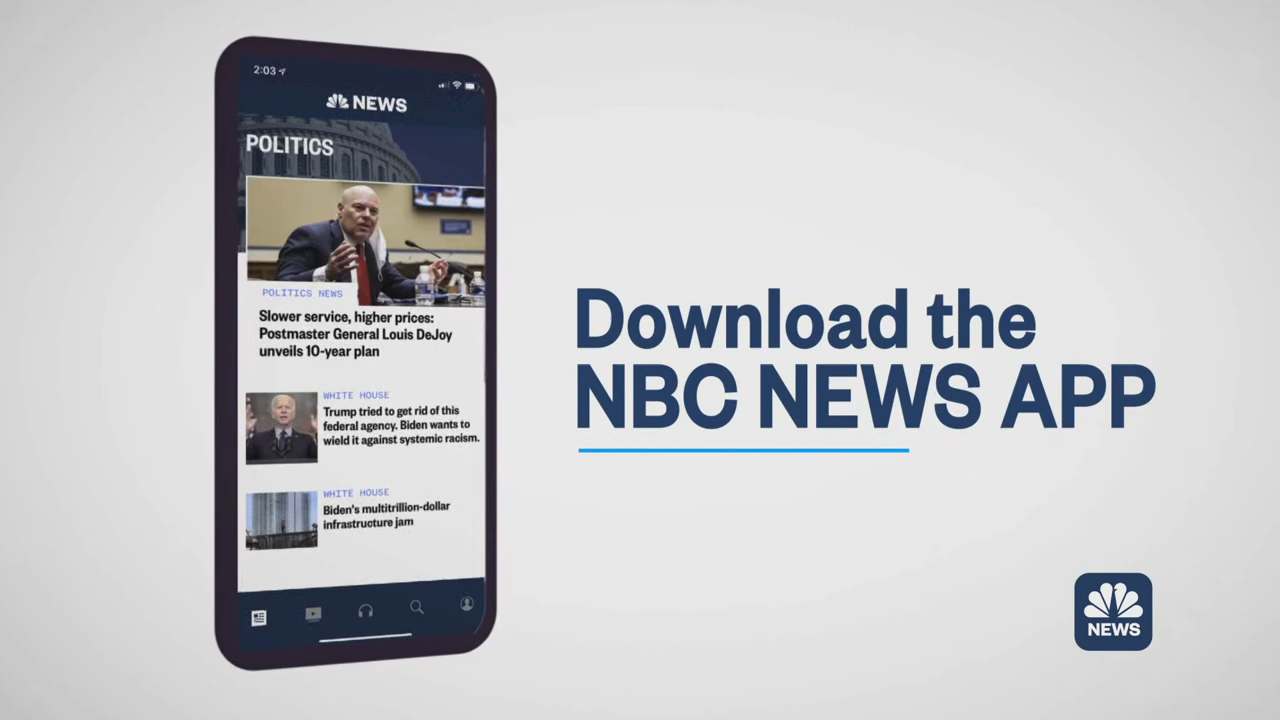 2:03
NEWS
POLITICS
POLITICS NEWS
Slower service, higher prices:
Postmaster General Louis DeJoy
unveils 10-year plan
WHITE HOUSE
Trump tried to get rid of this
federal agency. Biden wants to
wield it against systemic racism.
WHITE HOUSE
Biden's multitrillion-dollar
infrastructure jam
Download the
NBC NEWS APP
NEWS